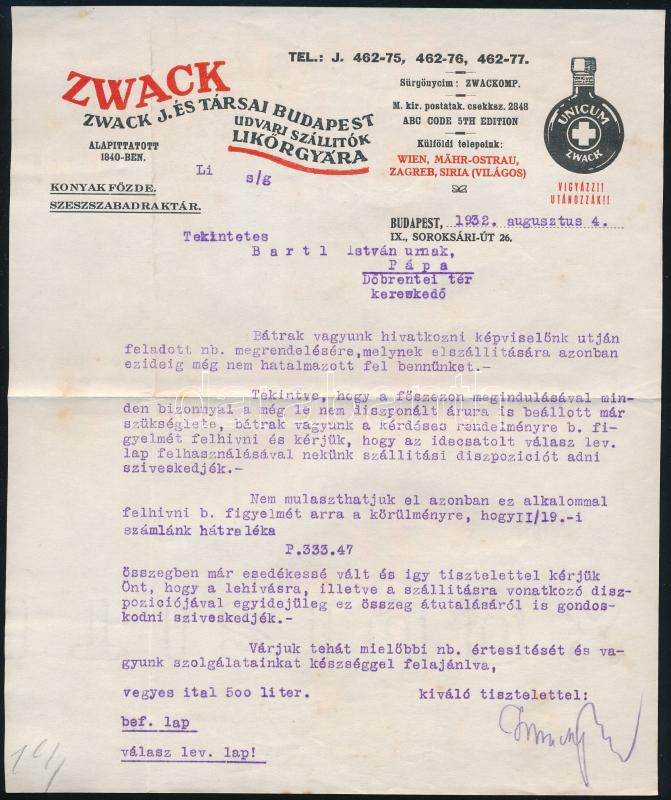 TEL.: J. 462-75, 462-76, 462-77.
ZWACK
ZWACK J. ÉS TÁRSAI BUDAPEST
UDVARI SZÁLLITÓK
LIKŐRGYÁRA
ALAPITTATOTT
1840-BEN.
KONYAKFŐZDE.
SZESZSZABADRAKTÁR.
Sürgönycim: ZWACKOMP.
M. kir. postatak. csekksz. 2848
ABC CODE 5TH EDITION
Külföldi telepeink:
WIEN, MÄHR-OSTRAU,
ZAGREB, SIRIA (VILÁGOS)
UNICUM
ZWACK
VIGYÁZZ!!
UTÁNOZZÁK!!
Li s/g
BUDAPEST, 1932. augusztus 4.
IX., SOROKSÁRI-ÚT 26.
Tekintetes
Bartl István urnak,
Pápa
Döbrentei tér
kereskedő
Bátrak vagyunk hivatkozni képviselőnk utján
feladott nb. megrendelésére,melynek elszállitására azonban
ezideig még nem hatalmazott fel bennünket.-
Tekintve, hogy a főszezon megindulásával min-
den bizonnyal a még le nem diszponált árura is beállott már
szükséglete, bátrak vagyunk a kérdéses rendelményre b. fi-
gyelmét felhivni és kérjük, hogy az idecsatolt válasz lev.
lap felhasználásával nekünk szállitási diszpoziciót adni
sziveskedjék.-
Nem mulaszthatjuk el azonban ez alkalommal
felhivni b. figyelmét arra a körülményre, hogy II/19.-i
számlánk hátraléka
P.333.47
összegben már esedékessé vált és igy tisztelettel kérjük
Önt, hogy a lehivásra, illetve a szállitásra vonatkozó disz-
poziciójával egyidejüleg ez összeg átutalásáról is gondos-
kodni sziveskedjék.-
Várjuk tehát mielőbbi nb. értesitését és va-
gyunk szolgálatainkat készséggel felajánlva,
vegyes ital 500 liter. kiváló tisztelettel:
bef. lap
válasz lev. lap!